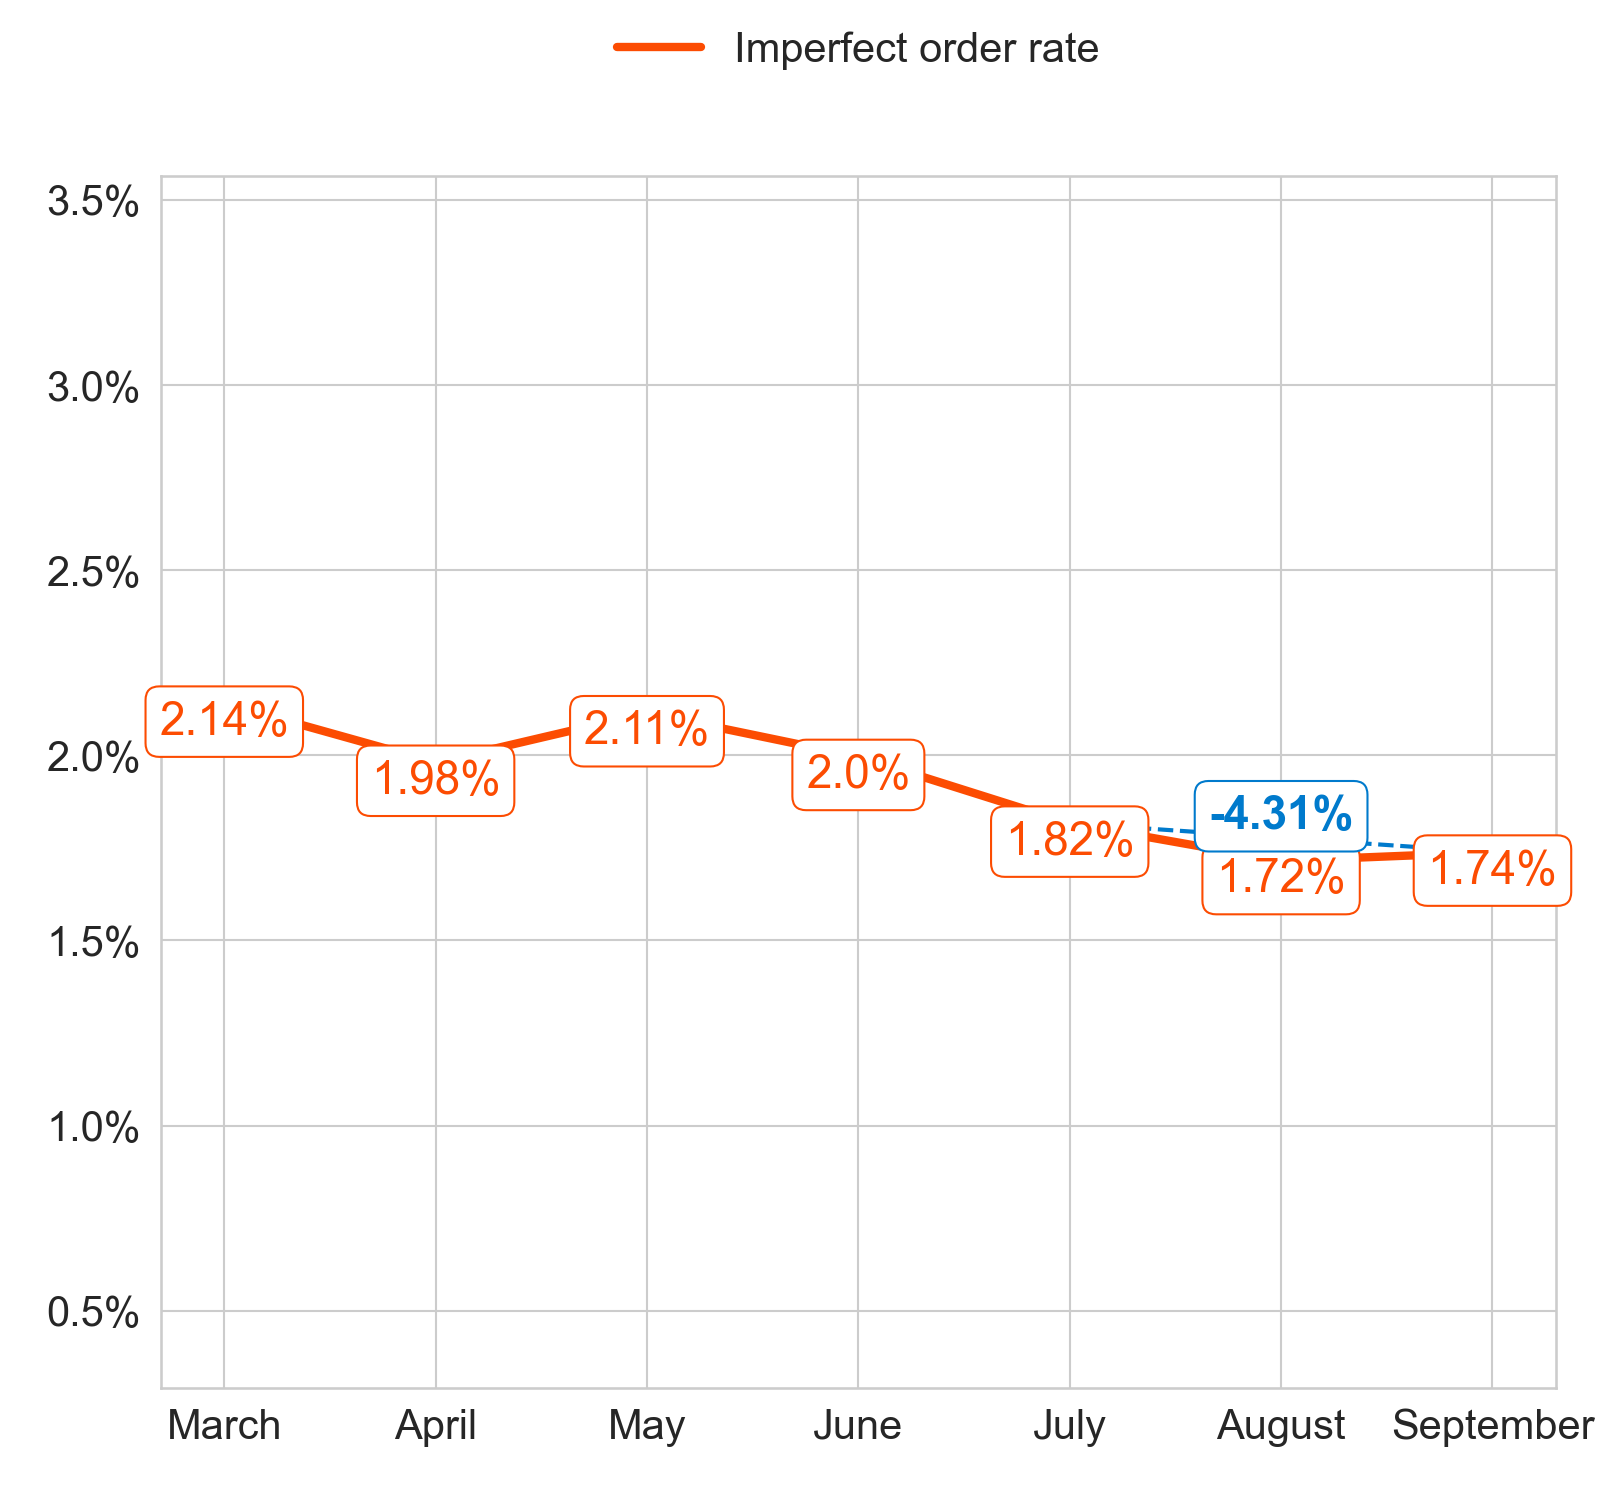 Imperfect order rate
3.5%
3.0%
2.5%
2.0%
1.5%
1.0%
0.5%
2.14%
1.98%
2.11%
2.0%
1.82%
-4.31%
1.72%
1.74%
March
April
May
June
July
August
September